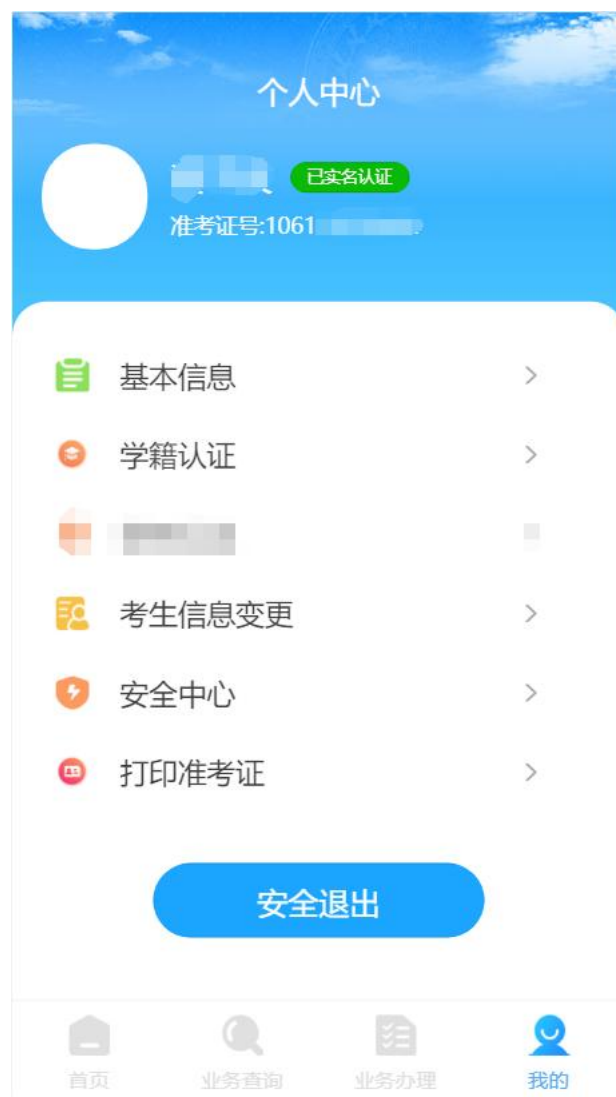 个人中心
已实名认证
准考证号:1061
基本信息
学籍认证
考生信息变更
安全中心
打印准考证
安全退出
首页
业务查询
业务办理
我的